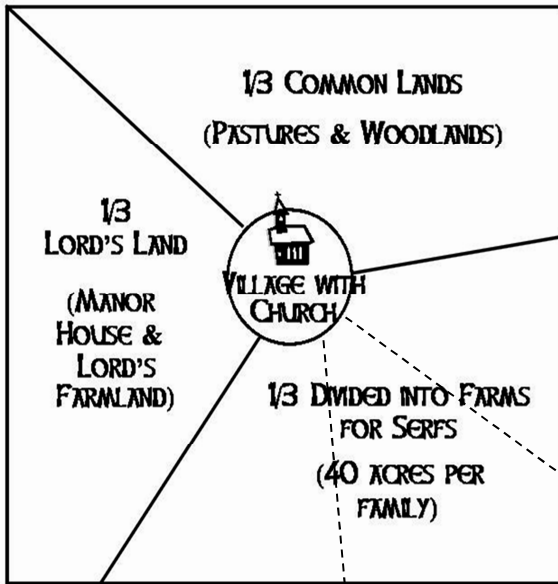 1/3 COMMON LANDS
(PASTURES & WOODLANDS)
1/3
LORD'S LAND
(MANOR
HOUSE &
LORD'S
FARMLAND)
VILLAGE WITH
CHURCH
1/3 DIVIDED INTO FARMS
FOR SERFS
(40 ACRES PER
FAMILY)